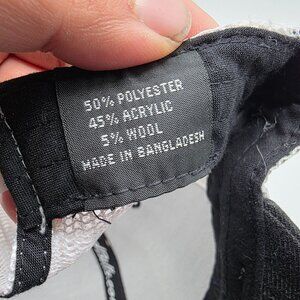 50% POLYESTER
45% ACRYLIC
5% WOOL
MADE IN BANGLADESH